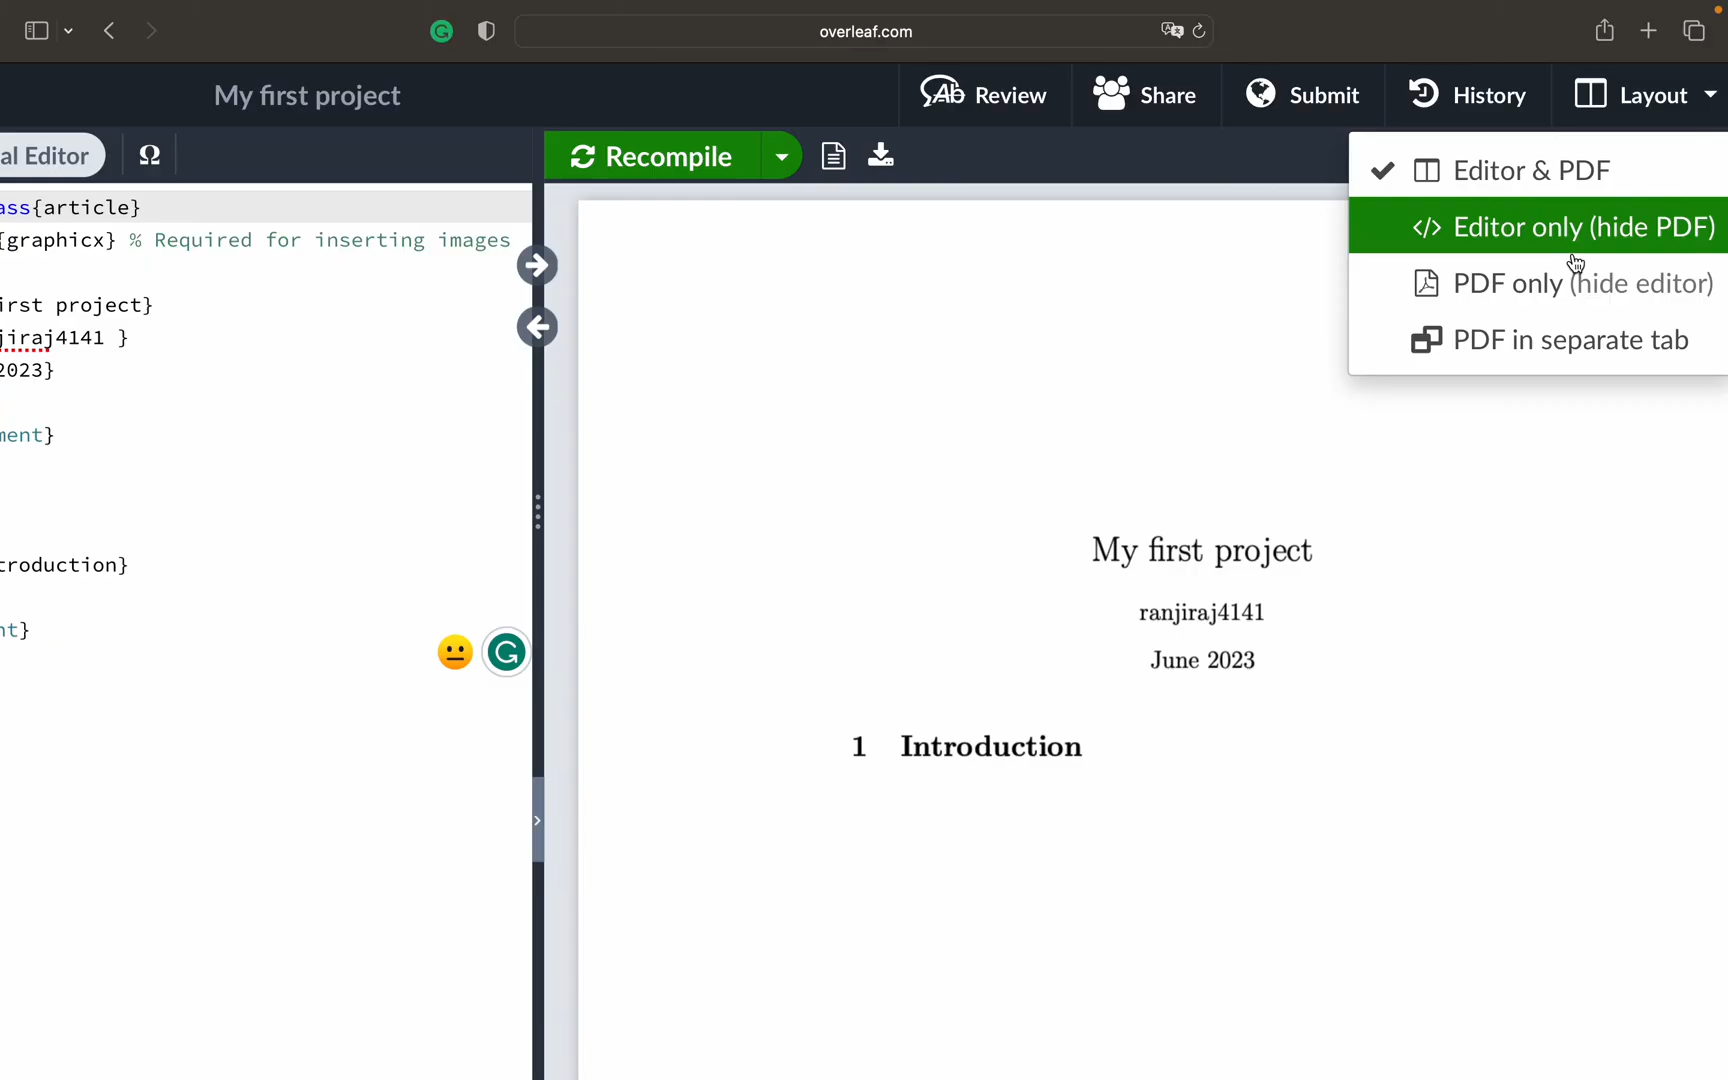 overleaf.com
My first project
Review
Share
Submit
History
Layout
al Editor
Ω
Recompile
Editor & PDF
Editor only (hide PDF)
PDF only (hide editor)
PDF in separate tab
ass{article}
{graphicx} % Required for inserting images
irst project}
jiraj4141 }
2023}
ment}
troduction}
nt}
My first project
ranjiraj4141
June 2023
1 Introduction